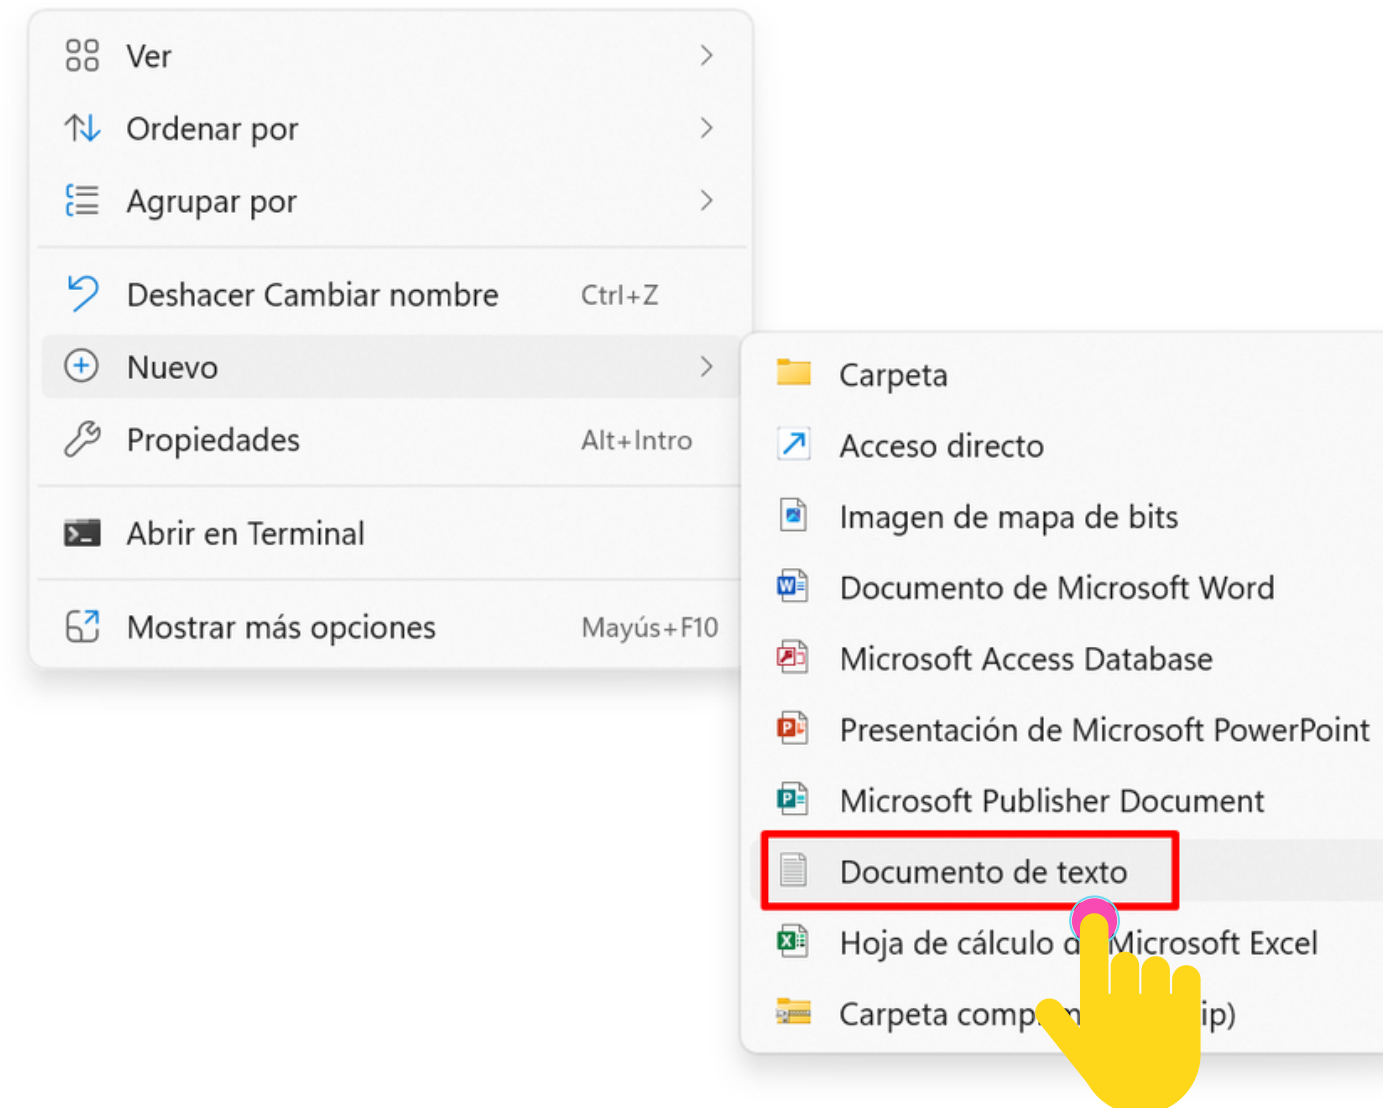 Ver
Ordenar por
Agrupar por
Deshacer Cambiar nombre Ctrl+Z
Nuevo
Propiedades Alt+Intro
Abrir en Terminal
Mostrar más opciones Mayús+F10
Carpeta
Acceso directo
Imagen de mapa de bits
Documento de Microsoft Word
Microsoft Access Database
Presentación de Microsoft PowerPoint
Microsoft Publisher Document
Documento de texto
Hoja de cálculo Microsoft Excel
Carpeta